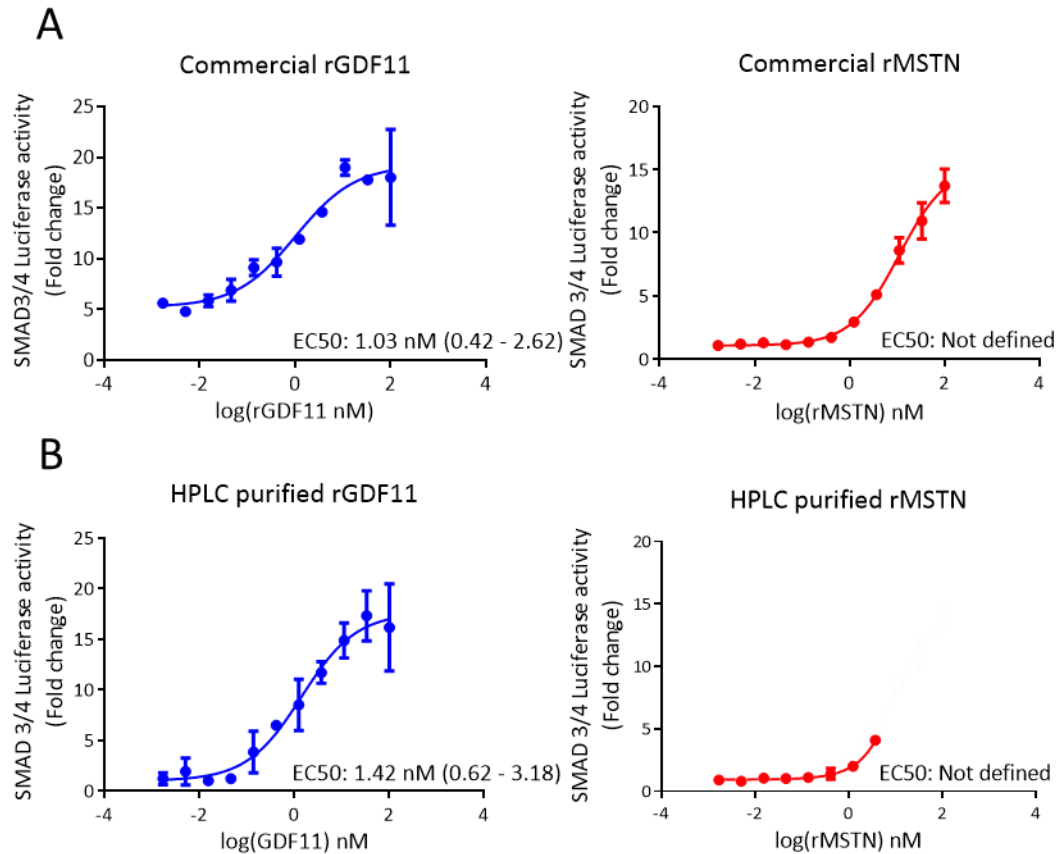 A
Commercial rGDF11
SMAD3/4 Luciferase activity
(Fold change)
25
20
15
10
5
0
-4
-2
0
2
4
EC50: 1.03 nM (0.42 - 2.62)
log(rGDF11 nM)
Commercial rMSTN
SMAD 3/4 Luciferase activity
(Fold change)
20
15
10
5
0
-4
-2
0
2
4
EC50: Not defined
log(rMSTN) nM
B
HPLC purified rGDF11
SMAD 3/4 Luciferase activity
(Fold change)
25
20
15
10
5
0
-4
-2
0
2
4
EC50: 1.42 nM (0.62 - 3.18)
log(GDF11) nM
HPLC purified rMSTN
SMAD 3/4 Luciferase activity
(Fold change)
20
15
10
5
0
-4
-2
0
2
4
EC50: Not defined
log(rMSTN) nM